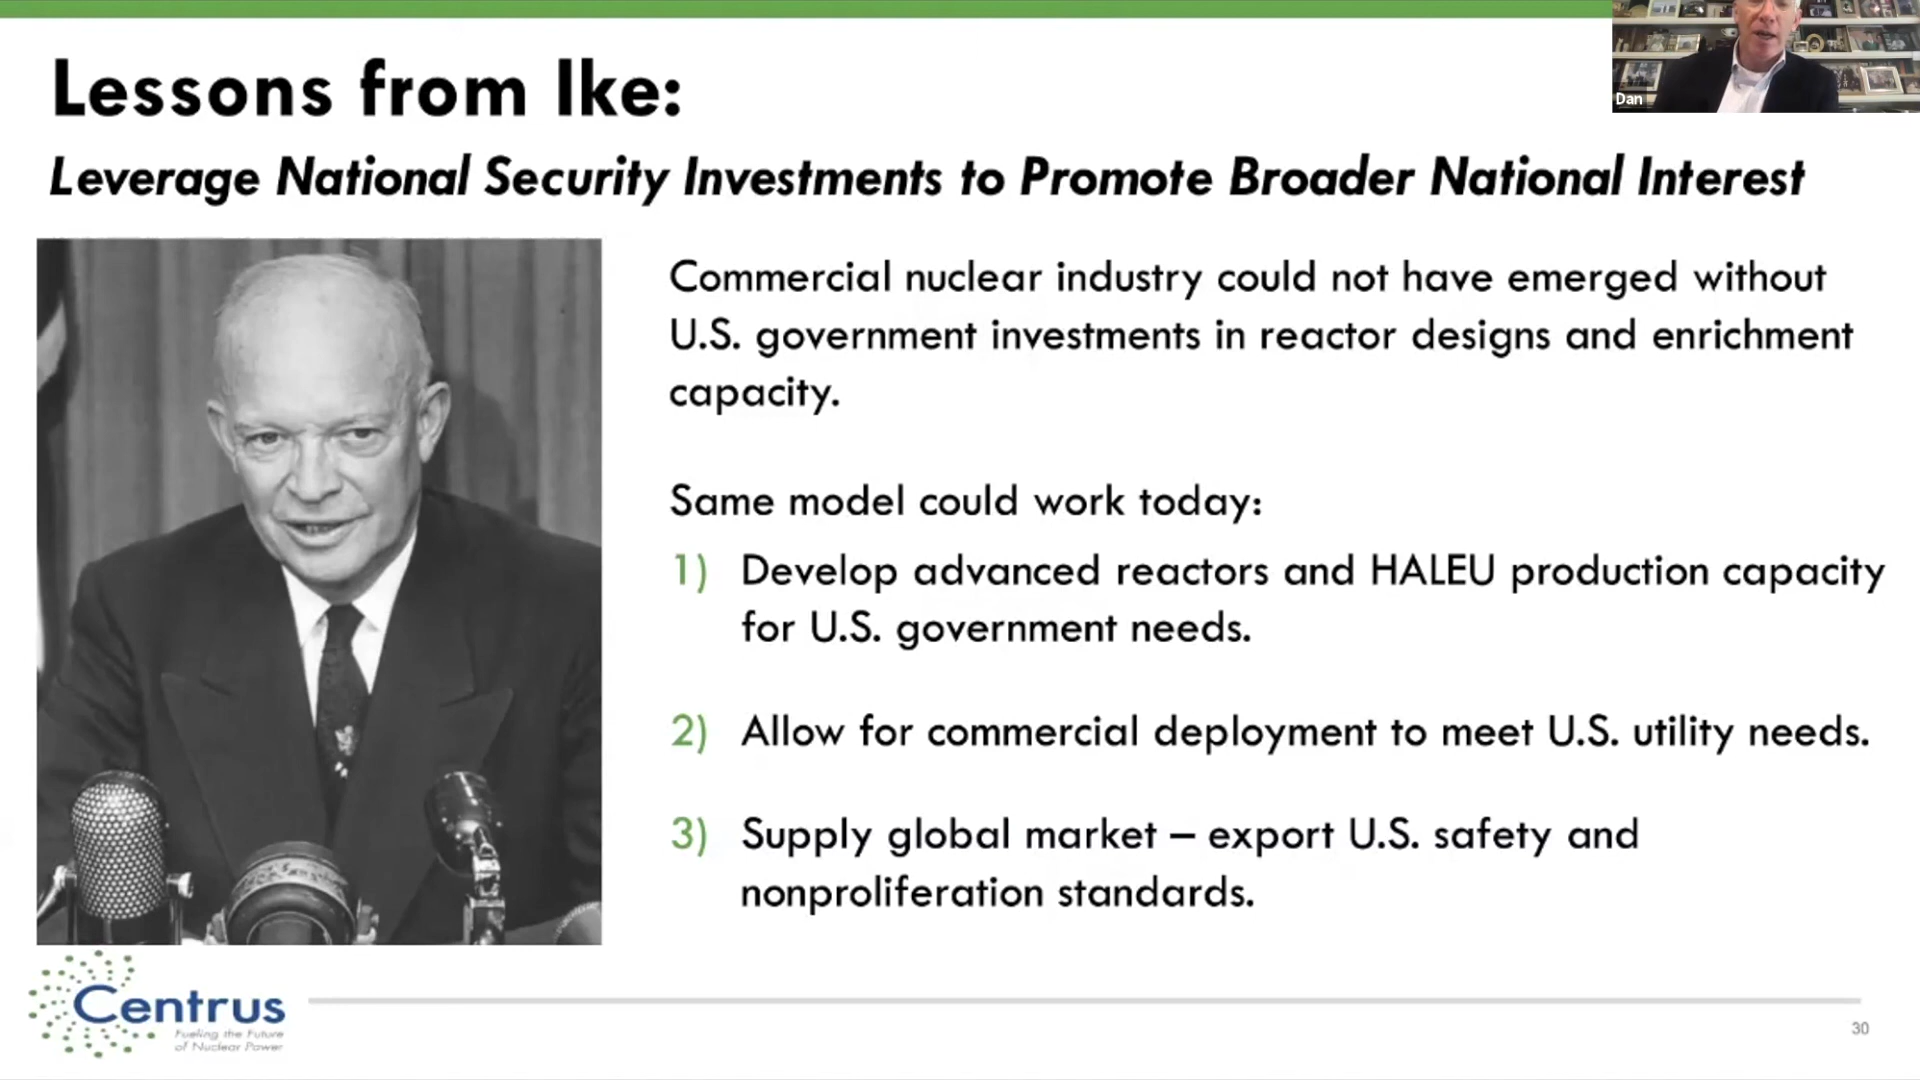 Lessons from Ike:
Dan
Leverage National Security Investments to Promote Broader National Interest
Commercial nuclear industry could not have emerged without
U.S. government investments in reactor designs and enrichment
capacity.
Same model could work today:
1) Develop advanced reactors and HALEU production capacity
for U.S. government needs.
2) Allow for commercial deployment to meet U.S. utility needs.
3) Supply global market – export U.S. safety and
nonproliferation standards.
Centrus
Fueling the Future
of Nuclear Power
30